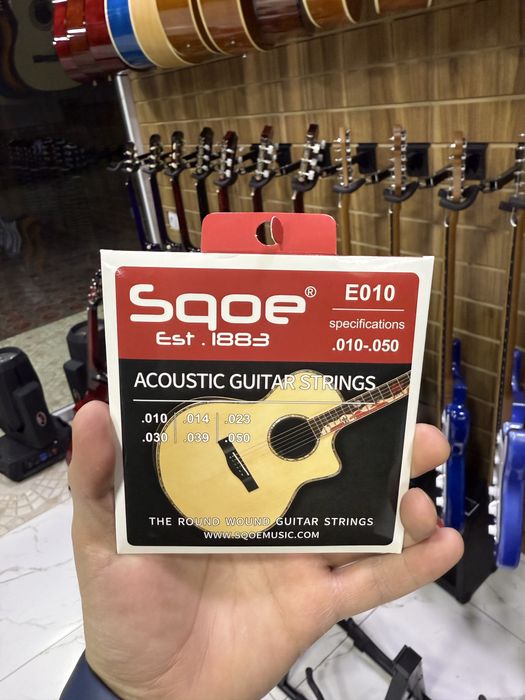 Sqoe®
Est. 1883
E010
specifications
.010-.050
ACOUSTIC GUITAR STRINGS
.010 .014 .023
.030 .039 .050
THE ROUND WOUND GUITAR STRINGS
WWW.SQOEMUSIC.COM